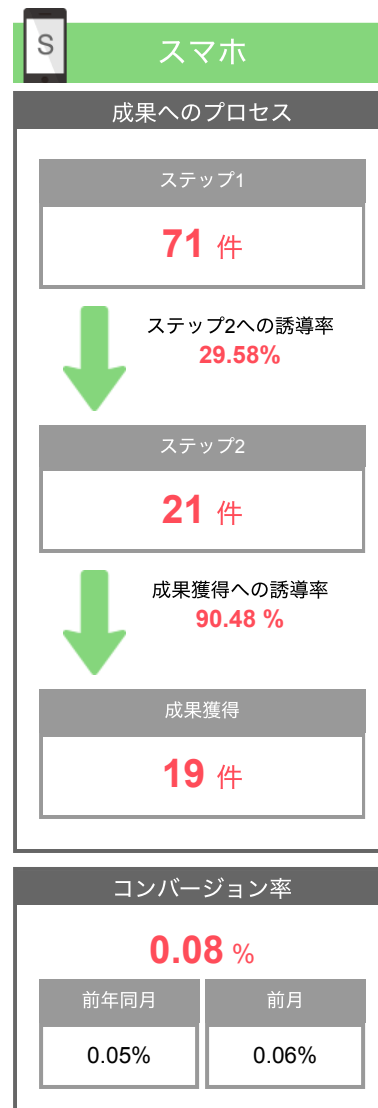 S
スマホ
成果へのプロセス
ステップ1
71 件
ステップ2への誘導率
29.58%
ステップ2
21 件
成果獲得への誘導率
90.48 %
成果獲得
19 件
コンバージョン率
0.08 %
前年同月 前月
0.05% 0.06%